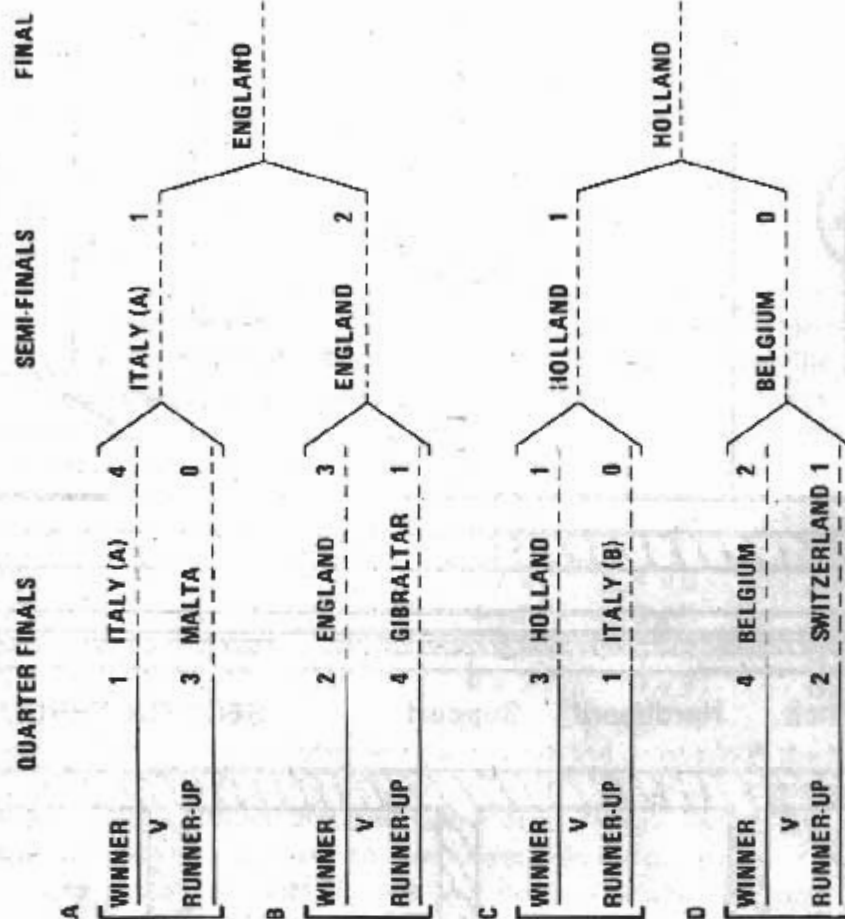 QUARTER FINALS SEMI-FINALS FINAL
A
WINNER 1 ITALY (A) 4
V
RUNNER-UP 3 MALTA 0
ITALY (A) 1
B
WINNER 2 ENGLAND 3
V
RUNNER-UP 4 GIBRALTAR 1
ENGLAND 2
ENGLAND
C
WINNER 3 HOLLAND 1
V
RUNNER-UP 1 ITALY (B) 0
HOLLAND 1
D
WINNER 4 BELGIUM 2
V
RUNNER-UP 2 SWITZERLAND 1
BELGIUM 0
HOLLAND
Support